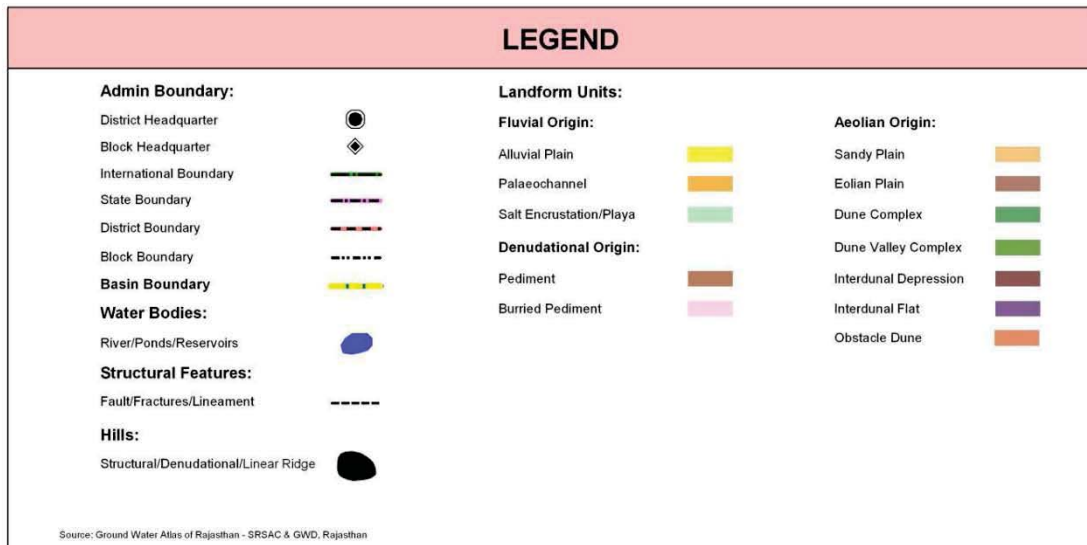 LEGEND
Admin Boundary:
District Headquarter
Block Headquarter
International Boundary
State Boundary
District Boundary
Block Boundary
Basin Boundary
Water Bodies:
River/Ponds/Reservoirs
Structural Features:
Fault/Fractures/Lineament
Hills:
Structural/Denudational/Linear Ridge
Landform Units:
Fluvial Origin:
Alluvial Plain
Palaeochannel
Salt Encrustation/Playa
Denudational Origin:
Pediment
Burried Pediment
Aeolian Origin:
Sandy Plain
Eolian Plain
Dune Complex
Dune Valley Complex
Interdunal Depression
Interdunal Flat
Obstacle Dune
Source: Ground Water Atlas of Rajasthan - SRSAC & GWD, Rajasthan